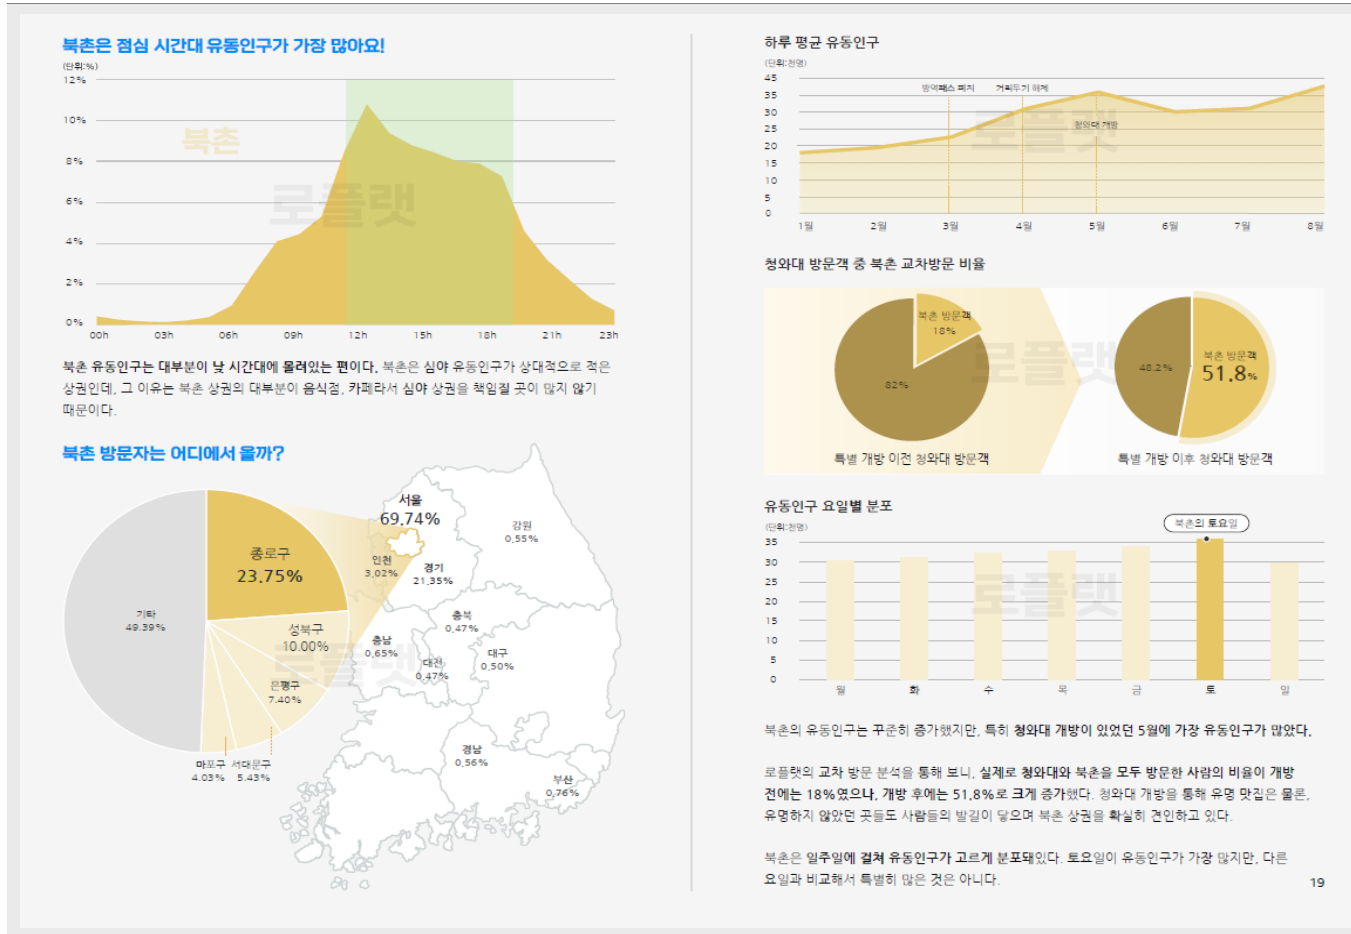 북촌은 점심 시간대 유동인구가 가장 많아요!
(단위:%)
12%
10%
8%
6%
4%
2%
0%
북촌
로플랫
00h 03h 06h 09h 12h 15h 18h 21h 23h
북촌 유동인구는 대부분이 낮 시간대에 몰려있는 편이다. 북촌은 심야 유동인구가 상대적으로 적은
상권인데, 그 이유는 북촌 상권의 대부분이 음식점, 카페라서 심야 상권을 책임질 곳이 많지 않기
때문이다.
북촌 방문자는 어디에서 올까?
종로구
23.75%
성북구
10.00%
은평구
7.40%
서대문구
5.43%
마포구
4.03%
기타
49.39%
로플랫
서울
69.74%
인천
3.02%
경기
21.35%
강원
0.55%
충북
0.47%
충남
0.65%
대전
0.47%
대구
0.50%
경남
0.56%
부산
0.76%
하루 평균 유동인구
(단위:천명)
45
35
30
25
20
15
10
5
0
방역패스 폐지
거리두기 해제
청와대 개방
로플랫
1월 2월 3월 4월 5월 6월 7월 8월
청와대 방문객 중 북촌 교차방문 비율
북촌 방문객
18%
82%
특별 개방 이전 청와대 방문객
로플랫
48.2%
북촌 방문객
51.8%
특별 개방 이후 청와대 방문객
유동인구 요일별 분포
(단위:천명)
북촌의 토요일
35
30
25
20
15
10
5
0
로플랫
월 화 수 목 금 토 일
북촌의 유동인구는 꾸준히 증가했지만, 특히 청와대 개방이 있었던 5월에 가장 유동인구가 많았다.
로플랫의 교차 방문 분석을 통해 보니, 실제로 청와대와 북촌을 모두 방문한 사람의 비율이 개방
전에는 18%였으나, 개방 후에는 51.8%로 크게 증가했다. 청와대 개방을 통해 유명 맛집은 물론,
유명하지 않았던 곳들도 사람들의 발길이 닿으며 북촌 상권을 확실히 견인하고 있다.
북촌은 일주일에 걸쳐 유동인구가 고르게 분포돼있다. 토요일이 유동인구가 가장 많지만, 다른
요일과 비교해서 특별히 많은 것은 아니다.
19